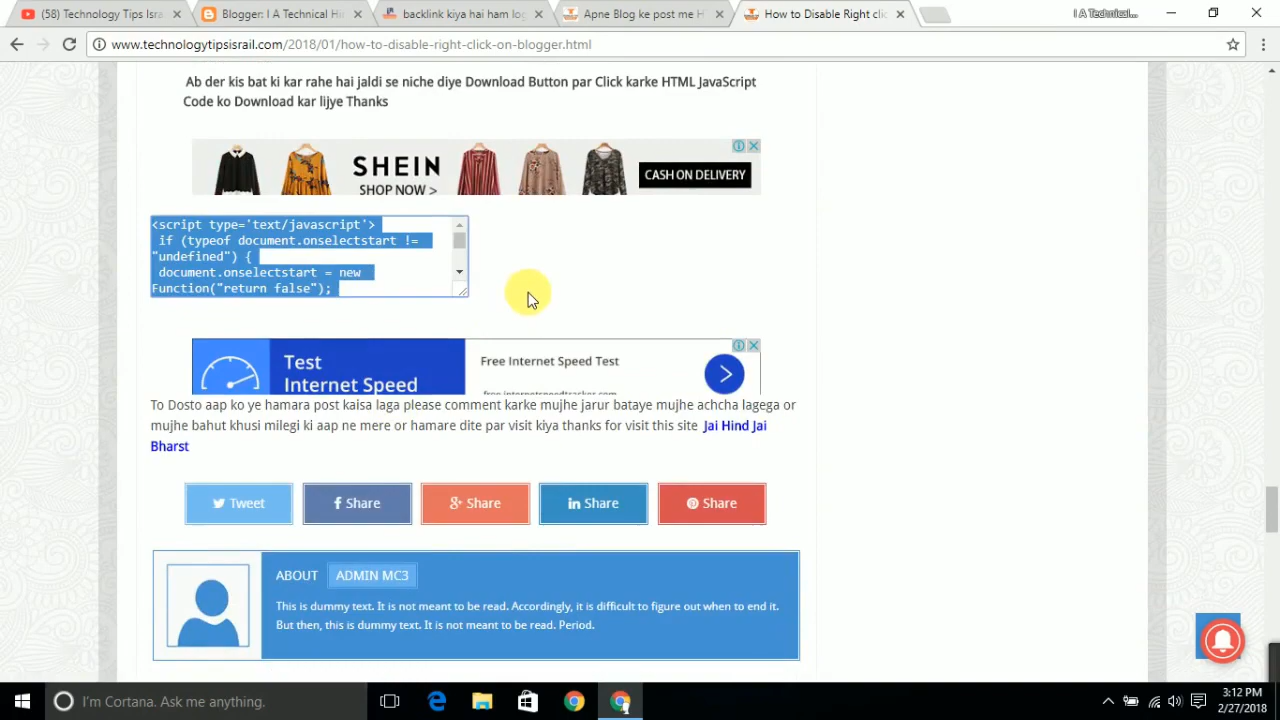 (58) Technology Tips Isra
Blogger: I A Technical Hi
backlink kiya hai ham log
Apne Blog ke post me H
How to Disable Right clic
I A Technical...
www.technologytipsisrail.com/2018/01/how-to-disable-right-click-on-blogger.html
Ab der kis bat ki kar rahe hai jaldi se niche diye Download Button par Click karke HTML JavaScript
Code ko Download kar lijye Thanks
SHEIN
SHOP NOW >
CASH ON DELIVERY
<script type='text/javascript'>
if (typeof document.onselectstart !=
"undefined") {
document.onselectstart = new
Function("return false");
Test
Internet Speed
Free Internet Speed Test
free.internetspeedtracker.com
To Dosto aap ko ye hamara post kaisa laga please comment karke mujhe jarur bataye mujhe achcha lagega or
mujhe bahut khusi milegi ki aap ne mere or hamare dite par visit kiya thanks for visit this site Jai Hind Jai
Bharst
Tweet
Share
Share
Share
Share
ABOUT ADMIN MC3
This is dummy text. It is not meant to be read. Accordingly, it is difficult to figure out when to end it.
But then, this is dummy text. It is not meant to be read. Period.
I'm Cortana. Ask me anything.
3:12 PM
2/27/2018